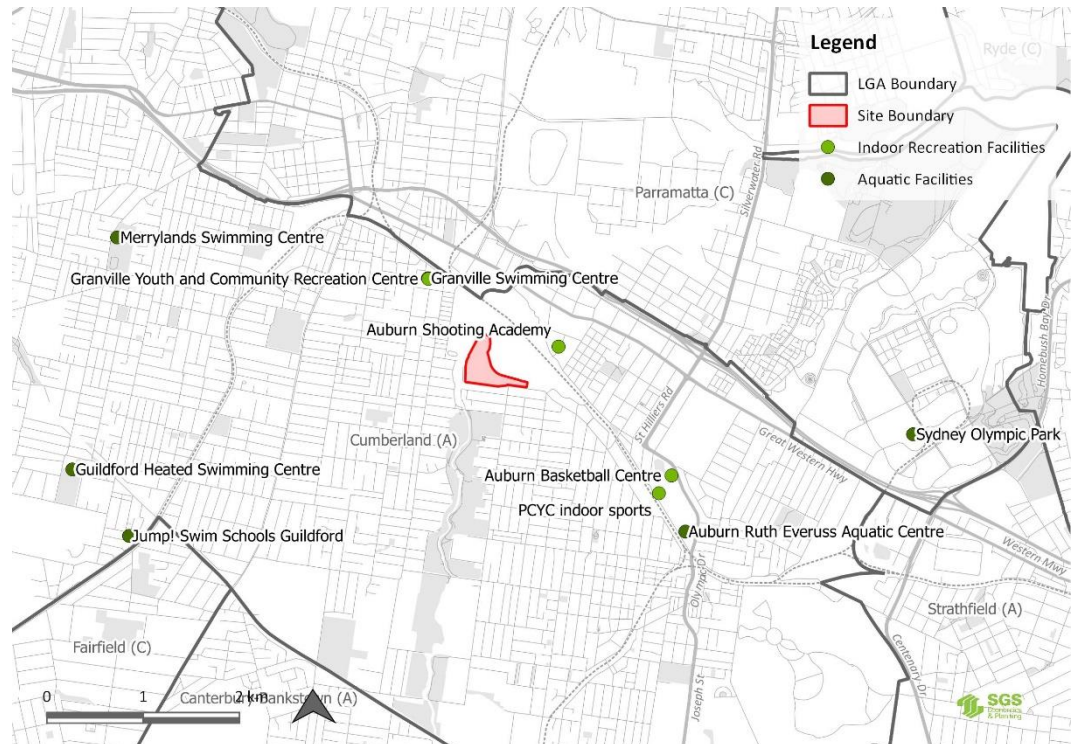 Legend
LGA Boundary
Site Boundary
Indoor Recreation Facilities
Aquatic Facilities
Ryde (C)
Silverwater Rd
Parramatta (C)
Merrylands Swimming Centre
Granville Youth and Community Recreation Centre
Granville Swimming Centre
Homebush Bay Dr
Auburn Shooting Academy
St Hilliers Rd
Great Western Hwy
Cumberland (A)
Sydney Olympic Park
Guildford Heated Swimming Centre
Auburn Basketball Centre
PCYC indoor sports
Jump! Swim Schools Guildford
Auburn Ruth Everuss Aquatic Centre
Western Mwy
Olympic Dr
Strathfield (A)
Fairfield (C)
Centenary Dr
Joseph St
Canterbury-Bankstown (A)
0 1 2 km
SGS
Economics
& Planning